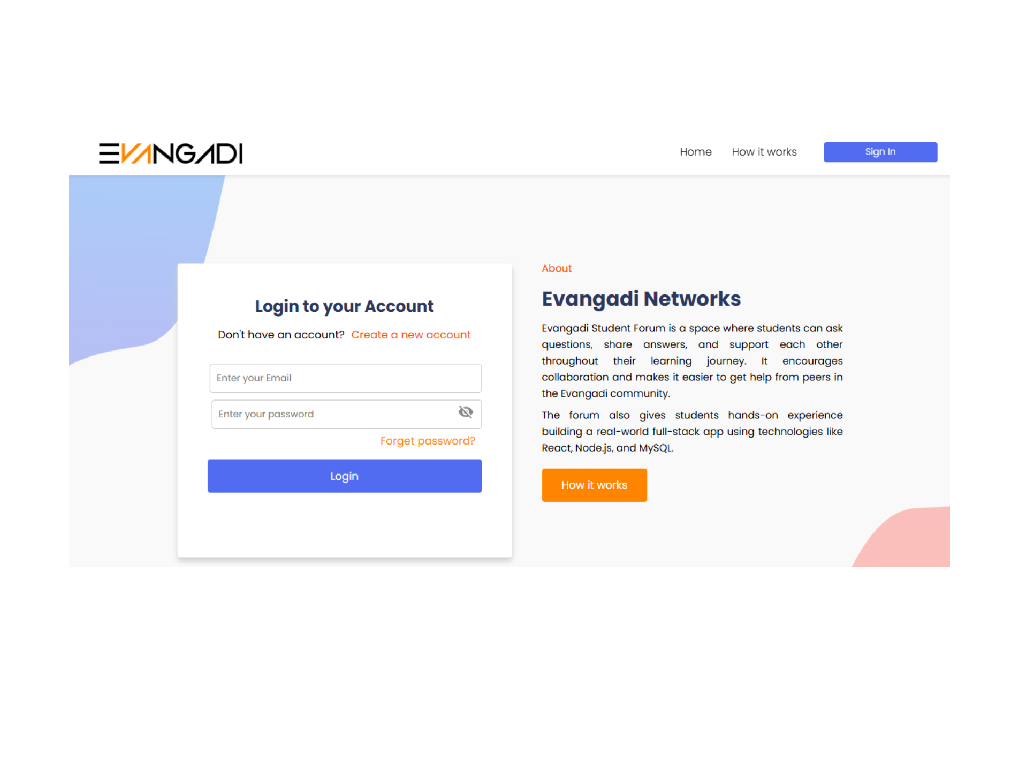 EVANGADI
Home
How it works
Sign In
Login to your Account
Don't have an account? Create a new account
Enter your Email
Enter your password
Forget password?
Login
About
Evangadi Networks
Evangadi Student Forum is a space where students can ask
questions, share answers, and support each other
throughout their learning journey. It encourages
collaboration and makes it easier to get help from peers in
the Evangadi community.
The forum also gives students hands-on experience
building a real-world full-stack app using technologies like
React, Node.js, and MySQL.
How it works